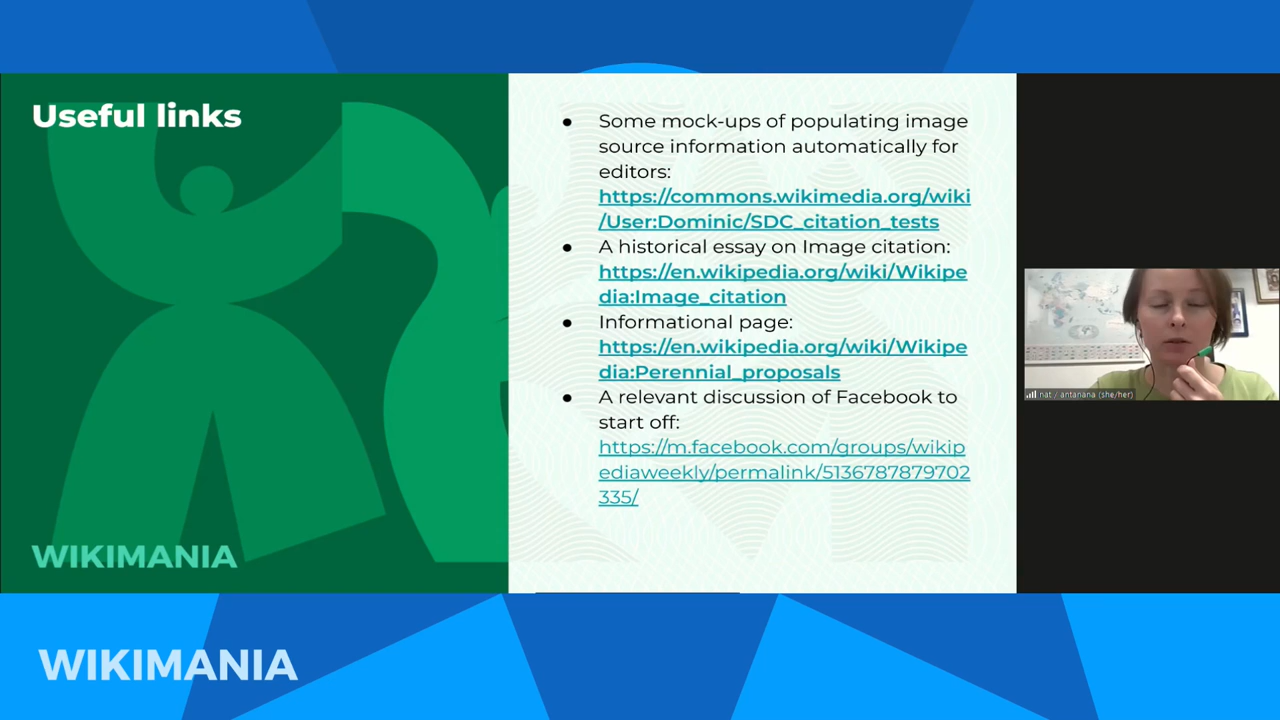 Useful links
● Some mock-ups of populating image
source information automatically for
editors:
https://commons.wikimedia.org/wiki
/User:Dominic/SDC_citation_tests
● A historical essay on Image citation:
https://en.wikipedia.org/wiki/Wikipe
dia:Image_citation
● Informational page:
https://en.wikipedia.org/wiki/Wikipe
dia:Perennial_proposals
● A relevant discussion of Facebook to
start off:
https://m.facebook.com/groups/wikip
ediaweekly/permalink/5136787879702
335/
WIKIMANIA
nat / antanana (she/her)
WIKIMANIA